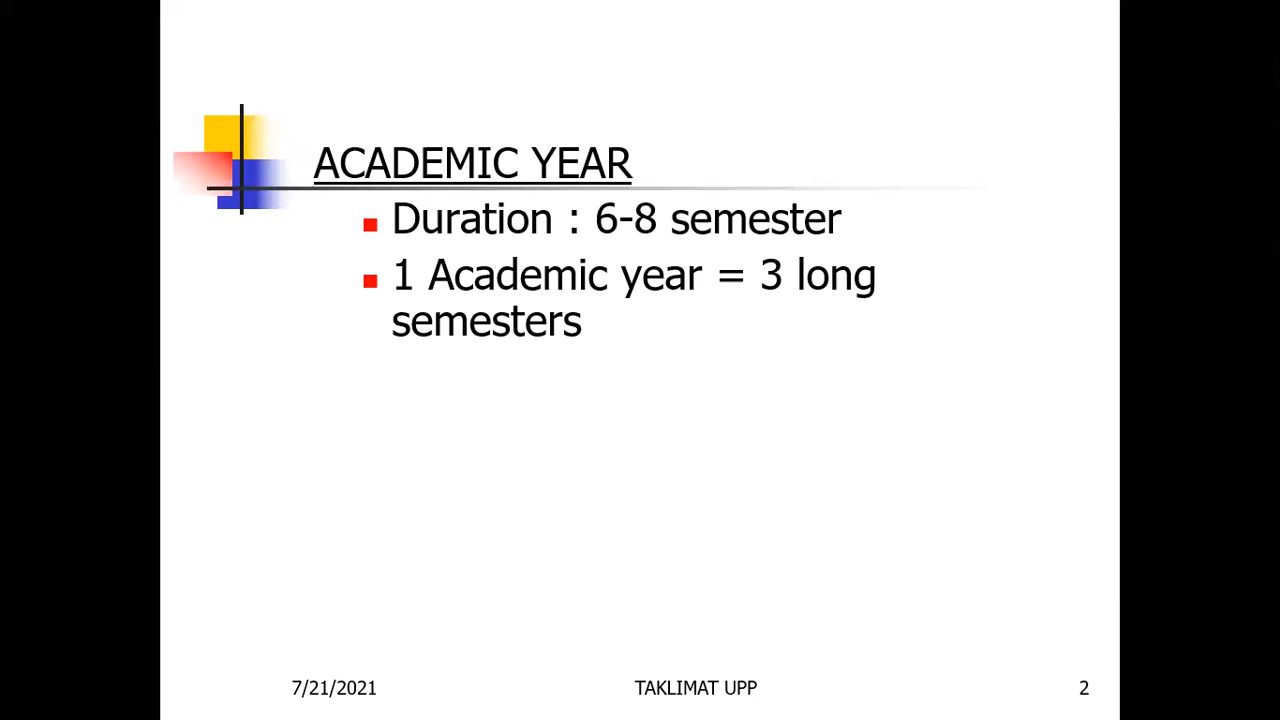 ACADEMIC YEAR
Duration : 6-8 semester
1 Academic year = 3 long
semesters
7/21/2021
TAKLIMAT UPP
2